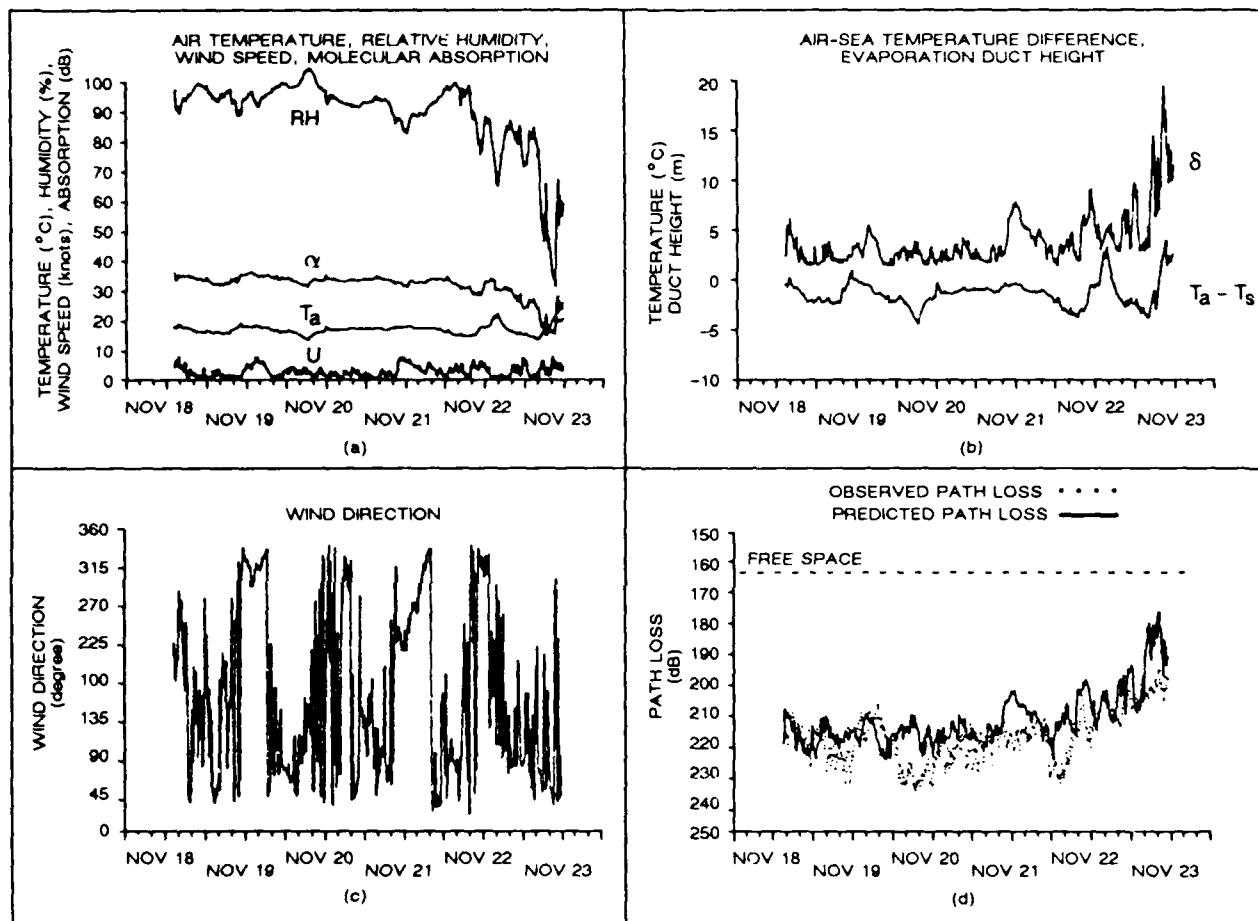 AIR TEMPERATURE, RELATIVE HUMIDITY,
WIND SPEED, MOLECULAR ABSORPTION
TEMPERATURE (°C), HUMIDITY (%),
WIND SPEED (knots), ABSORPTION (dB)
100
90
80
70
60
50
40
30
20
10
0
RH
α
Ta
U
NOV 18
NOV 19
NOV 20
NOV 21
NOV 22
NOV 23
(a)
AIR-SEA TEMPERATURE DIFFERENCE,
EVAPORATION DUCT HEIGHT
TEMPERATURE (°C)
DUCT HEIGHT (m)
20
15
10
5
0
-5
-10
δ
Ta - Ts
NOV 18
NOV 19
NOV 20
NOV 21
NOV 22
NOV 23
(b)
WIND DIRECTION
WIND DIRECTION
(degree)
360
315
270
225
100
135
90
45
0
NOV 18
NOV 19
NOV 20
NOV 21
NOV 22
NOV 23
(c)
OBSERVED PATH LOSS
PREDICTED PATH LOSS
FREE SPACE
PATH LOSS
(dB)
150
160
180
190
200
210
220
230
240
250
NOV 18
NOV 19
NOV 20
NOV 21
NOV 22
NOV 23
(d)